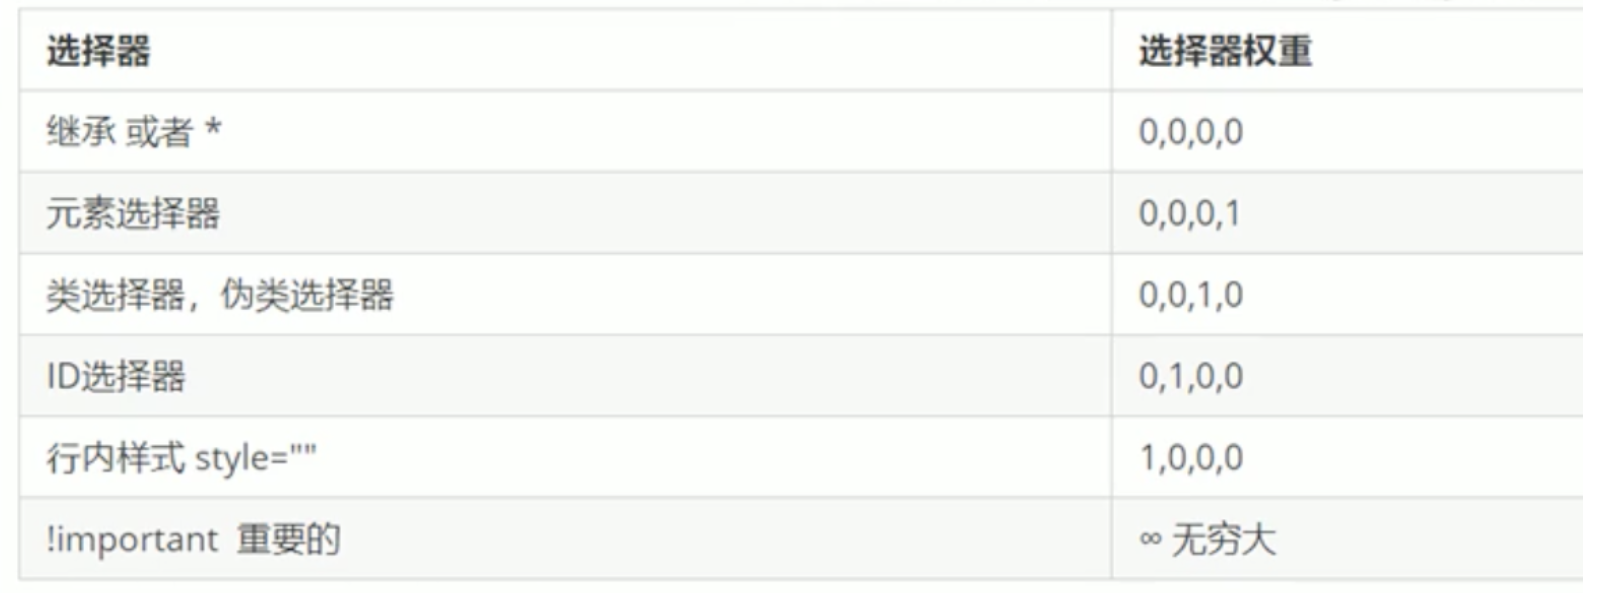 选择器 选择器权重
继承 或者 * 0,0,0,0
元素选择器 0,0,0,1
类选择器，伪类选择器 0,0,1,0
ID选择器 0,1,0,0
行内样式 style="" 1,0,0,0
!important 重要的 ∞ 无穷大